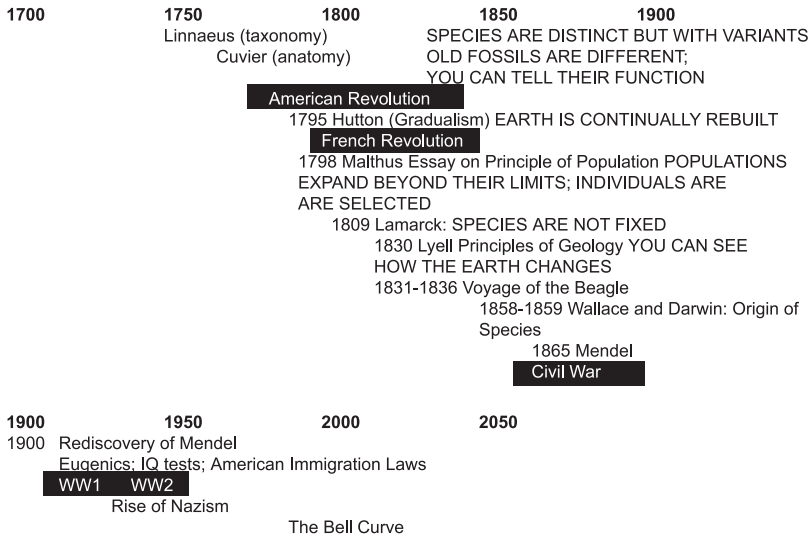 1700 1750 1800 1850 1900
Linnaeus (taxonomy) SPECIES ARE DISTINCT BUT WITH VARIANTS
Cuvier (anatomy) OLD FOSSILS ARE DIFFERENT;
YOU CAN TELL THEIR FUNCTION
American Revolution
1795 Hutton (Gradualism) EARTH IS CONTINUALLY REBUILT
French Revolution
1798 Malthus Essay on Principle of Population POPULATIONS
EXPAND BEYOND THEIR LIMITS; INDIVIDUALS ARE
ARE SELECTED
1809 Lamarck: SPECIES ARE NOT FIXED
1830 Lyell Principles of Geology YOU CAN SEE
HOW THE EARTH CHANGES
1831-1836 Voyage of the Beagle
1858-1859 Wallace and Darwin: Origin of
Species
1865 Mendel
Civil War
1900 1950 2000 2050
1900 Rediscovery of Mendel
Eugenics; IQ tests; American Immigration Laws
WW1 WW2
Rise of Nazism
The Bell Curve